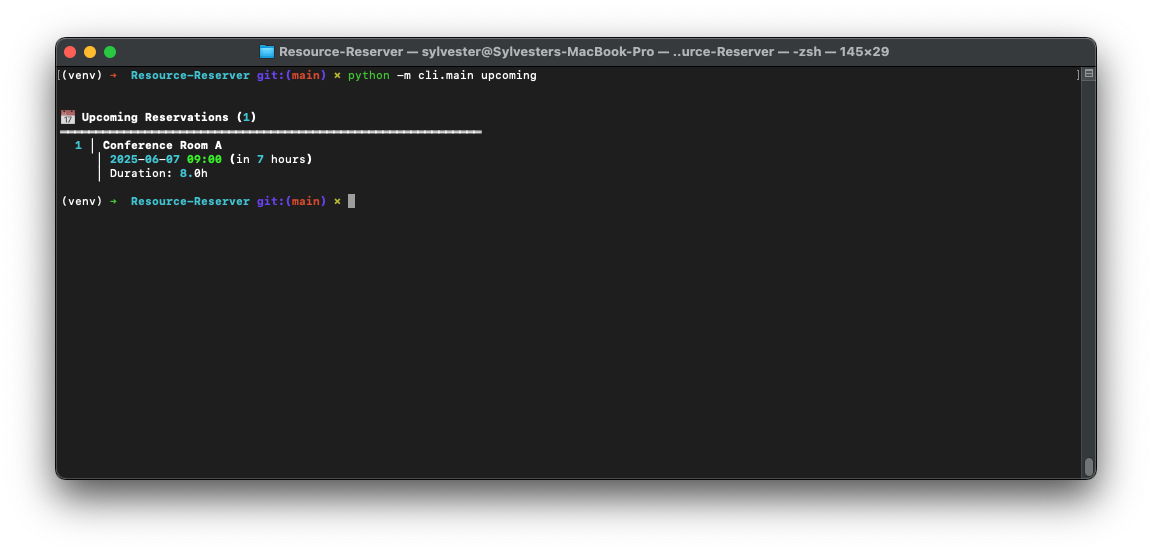 Resource-Reserver — sylvester@Sylvesters-MacBook-Pro — ..urce-Reserver — -zsh — 145×29
[(venv) ➜  Resource-Reserver git:(main) ✗ python -m cli.main upcoming ]
📅 Upcoming Reservations (1)
1 │ Conference Room A
│ 2025-06-07 09:00 (in 7 hours)
│ Duration: 8.0h
(venv) ➜  Resource-Reserver git:(main) ✗